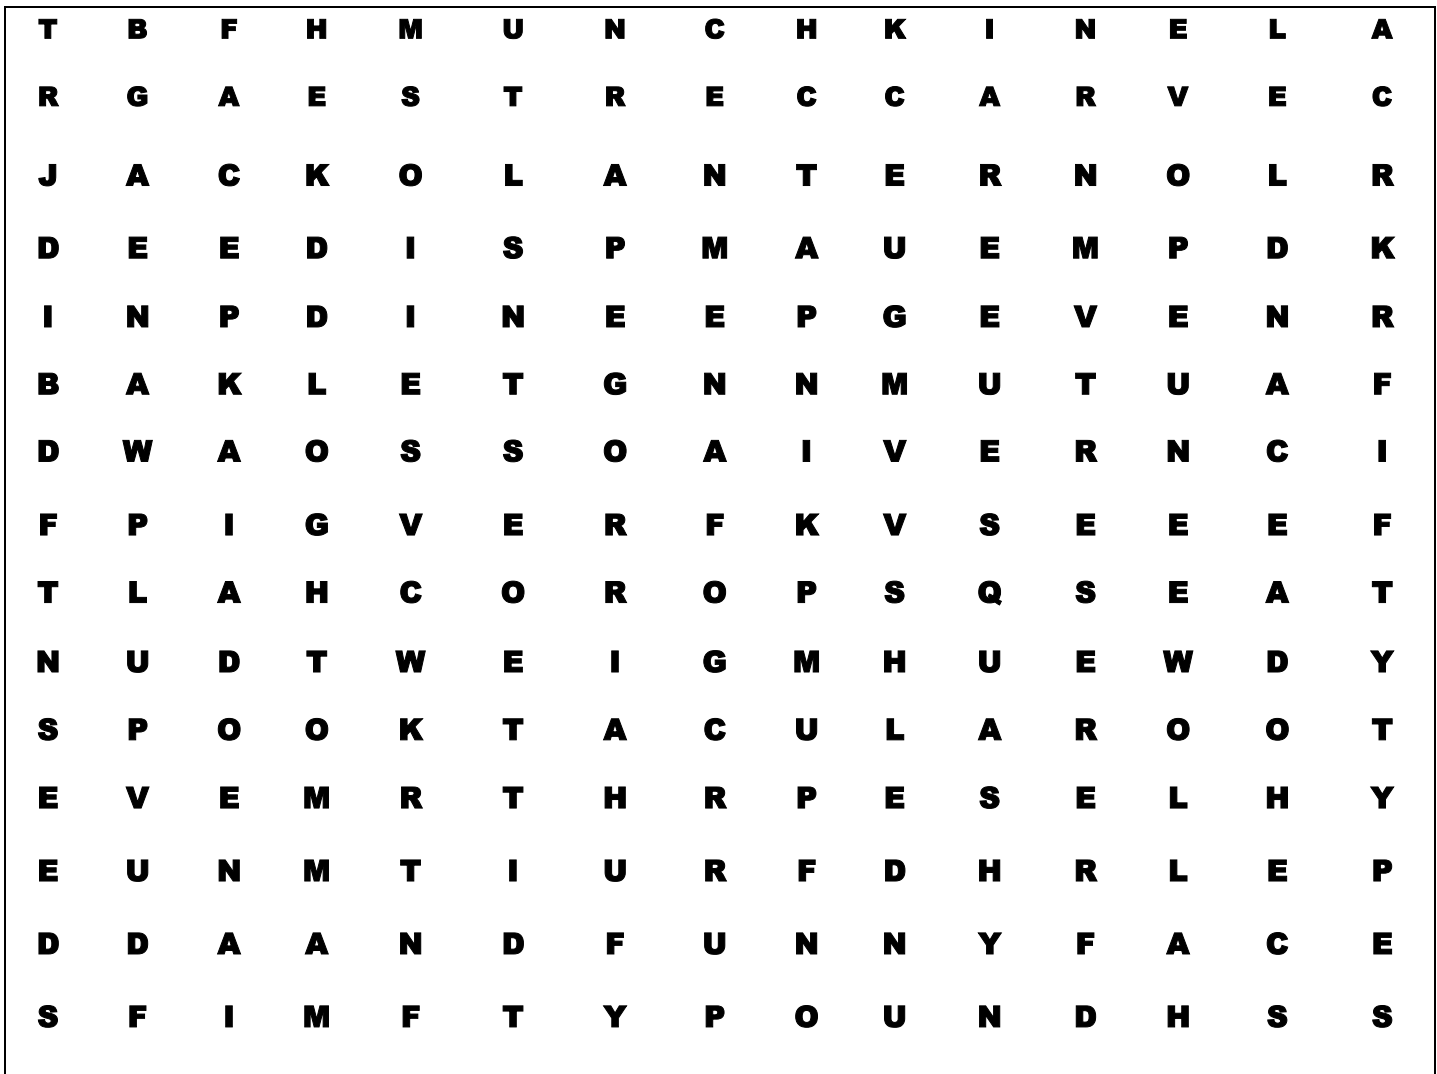 T B F H M U N C H K I N E L A
R G A E S T R E C C A R V E C
J A C K O L A N T E R N O L R
D E E D I S P M A U E M P D K
I N P D I N E E P G E V E N R
B A K L E T G N N M U T U A F
D W A O S S O A I V E R N C I
F P I G V E R F K V S E E E F
T L A H C O R O P S Q S E A T
N U D T W E I G M H U E W D Y
S P O O K T A C U L A R O O T
E V E M R T H R P E S E L H Y
E U N M T I U R F D H R L E P
D D A A N D F U N N Y F A C E
S F I M F T Y P O U N D H S S